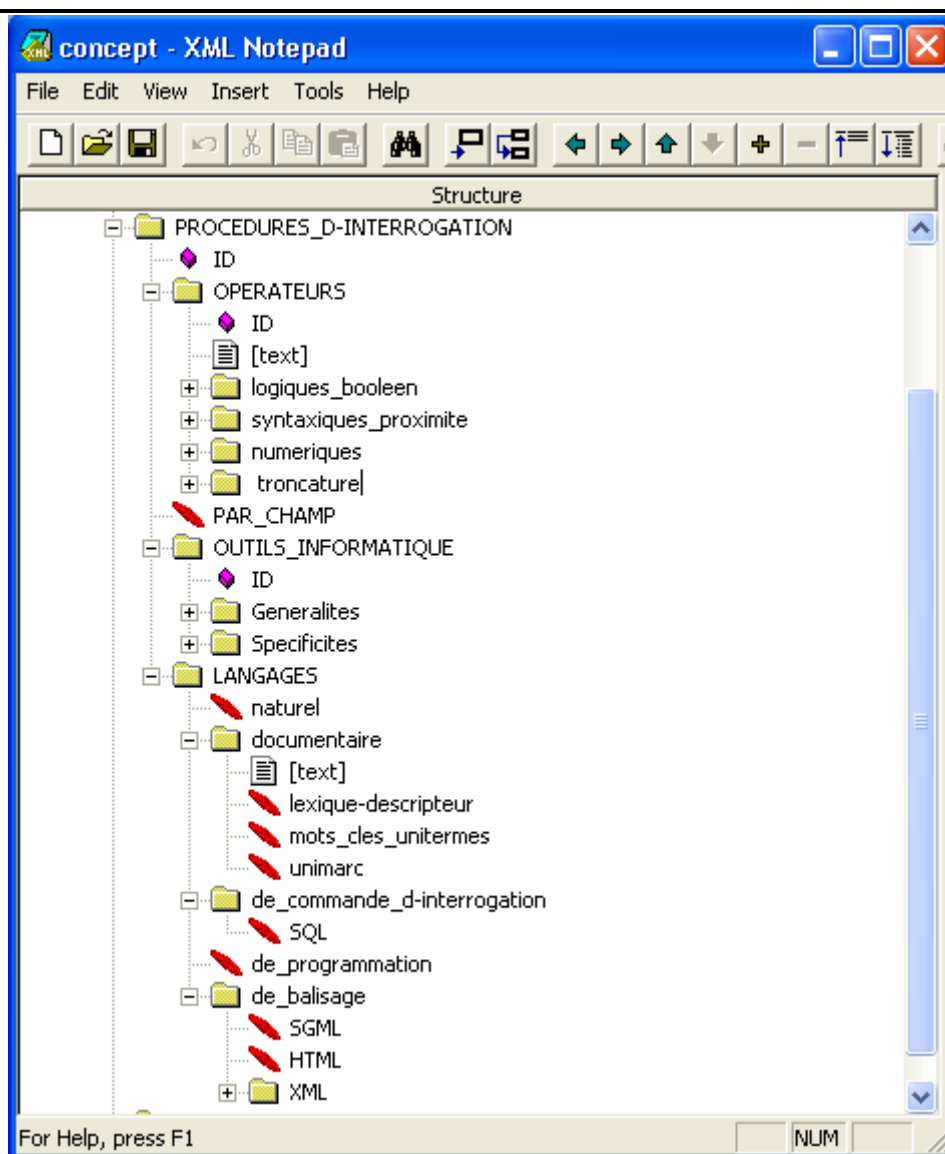 concept - XML Notepad
File Edit View Insert Tools Help
Structure
PROCEDURES_D-INTERROGATION
ID
OPERATEURS
ID
[text]
logiques_booleen
syntaxiques_proximite
numeriques
troncature
PAR_CHAMP
OUTILS_INFORMATIQUE
ID
Generalites
Specificites
LANGAGES
naturel
documentaire
[text]
lexique-descripteur
mots_cles_unitermes
unimarc
de_commande_d-interrogation
SQL
de_programmation
de_balisage
SGML
HTML
XML
For Help, press F1 NUM